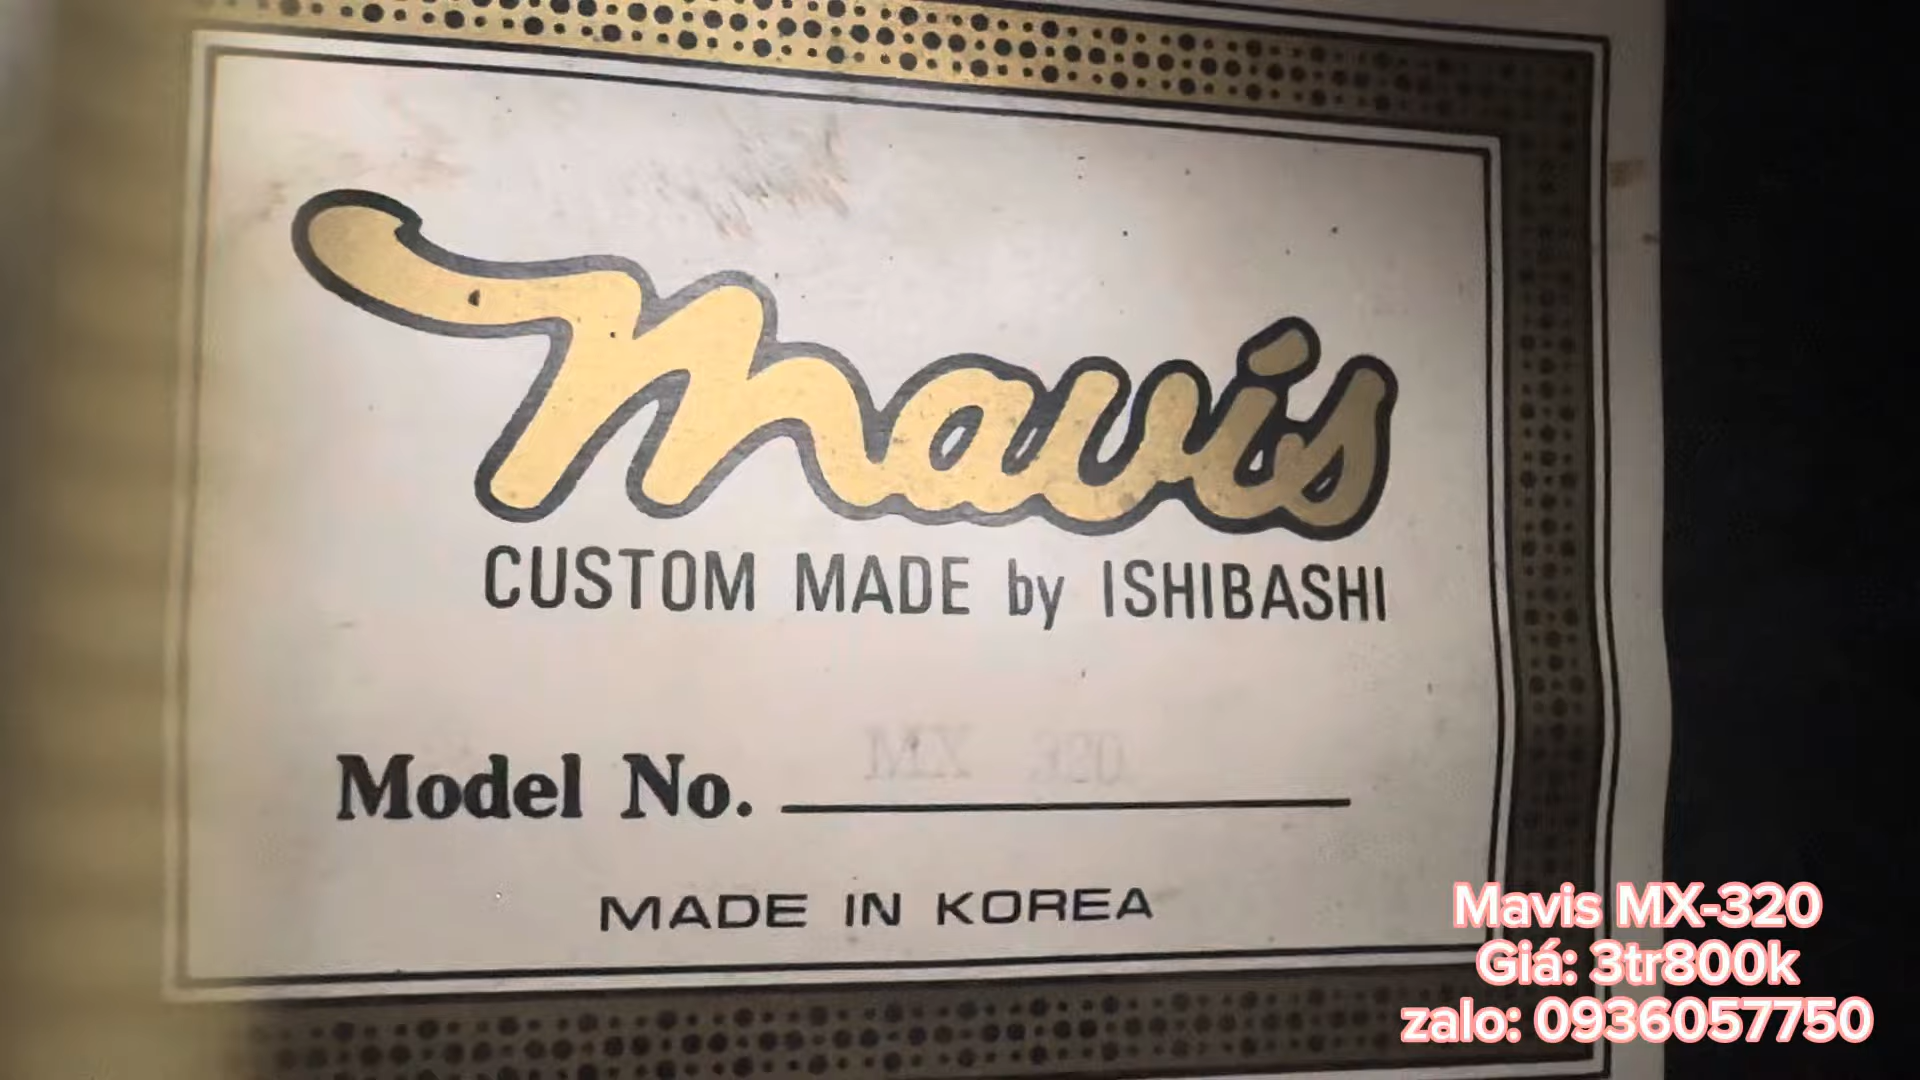 Mavis
CUSTOM MADE by ISHIBASHI
MX 320
Model No.
MADE IN KOREA
Mavis MX-320
Giá: 3tr800k
zalo: 0936057750